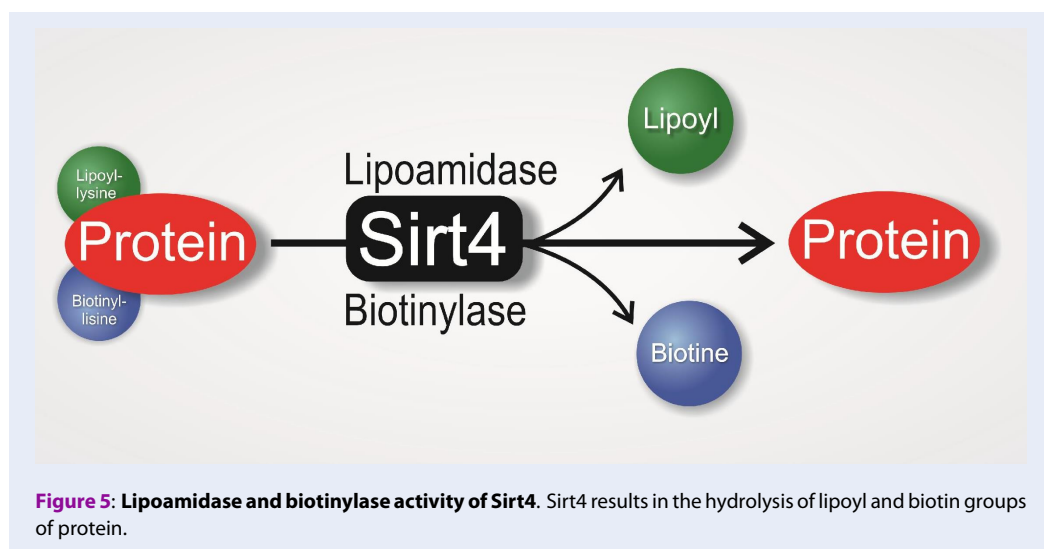 Lipoyl-
lysine
Protein
Biotinyl-
lisine
Lipoamidase
Sirt4
Biotinylase
Lipoyl
Biotine
Protein
Figure 5: Lipoamidase and biotinylase activity of Sirt4. Sirt4 results in the hydrolysis of lipoyl and biotin groups
of protein.